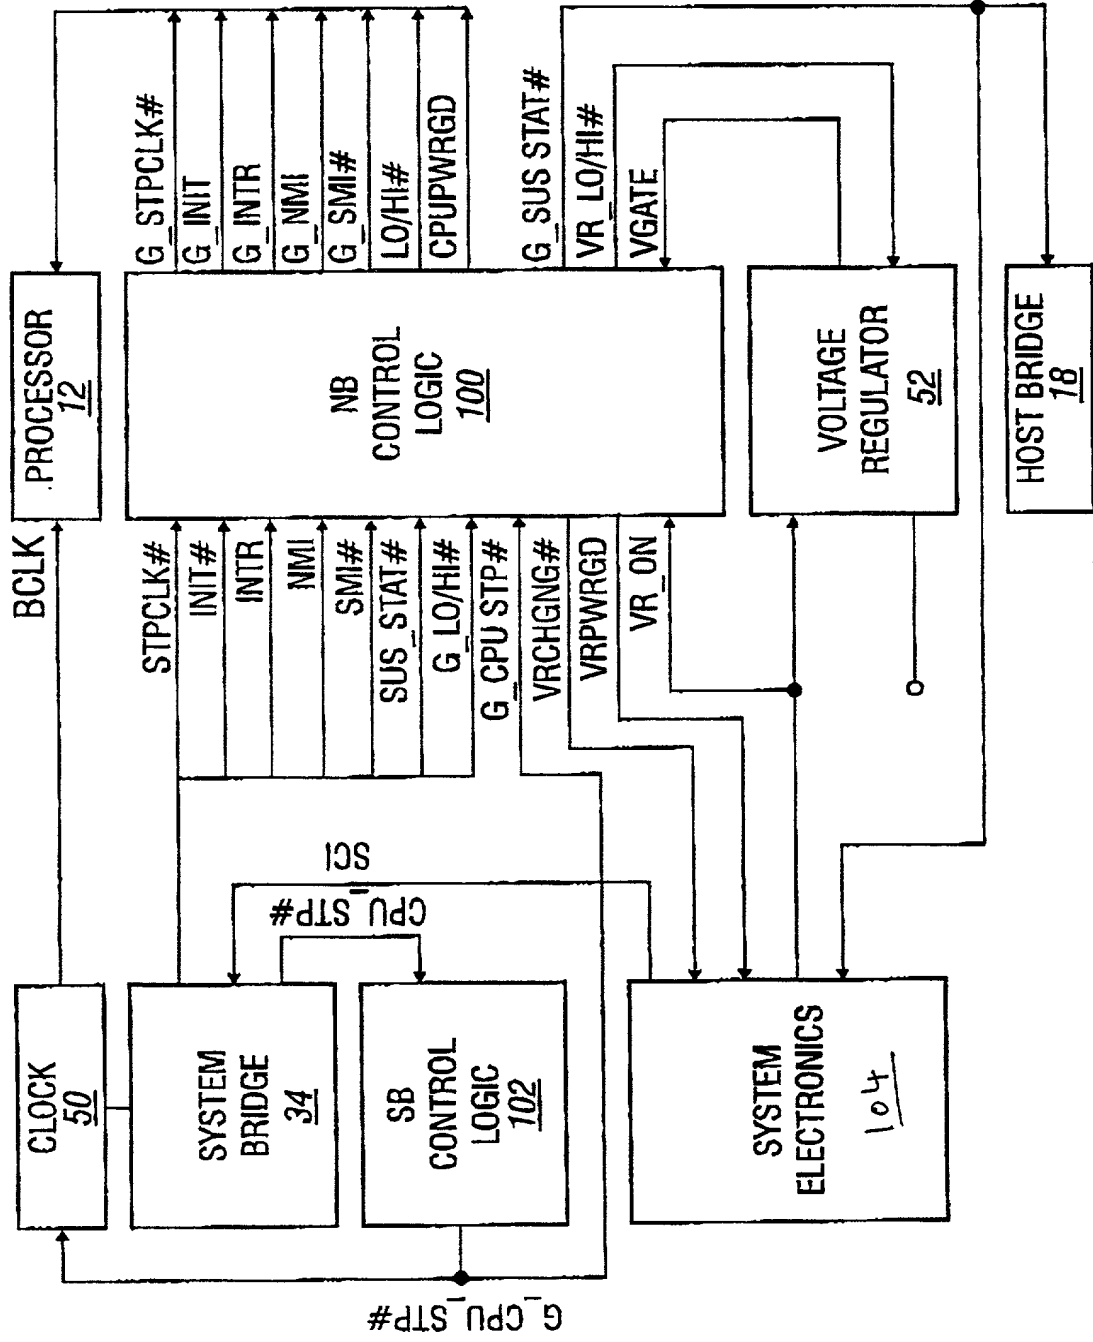 CLOCK
50
BCLK
.PROCESSOR
12
SYSTEM
BRIDGE
34
STPCLK#
INIT#
INTR
NMI
SMI#
SUS_STAT#
G_LO/HI#
G_CPU STP#
VRCHGNG#
VRPWRGD
VR_ON
NB
CONTROL
LOGIC
100
G_STPCLK#
G_INIT
G_INTR
G_NMI
G_SMI#
LO/HI#
CPUPWRGD
G_SUS STAT#
VR_LO/HI#
VGATE
SCI
CPU_STP#
SB
CONTROL
LOGIC
102
G_CPU_STP#
SYSTEM
ELECTRONICS
104
VOLTAGE
REGULATOR
52
HOST BRIDGE
18